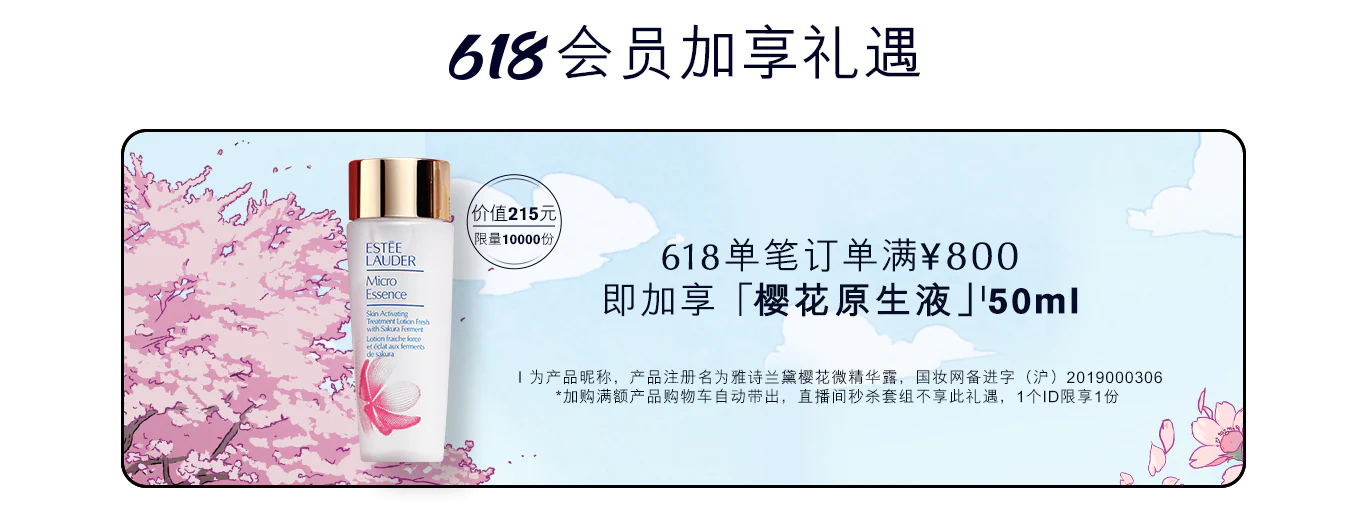 618会员加享礼遇
ESTĒE
LAUDER
Micro
Essence
Skin Activating
Treatment Lotion Fresh
with Sakura Ferment
Lotion fraîche force
et éclat aux ferments
de sakura
价值215元
限量10000份
618单笔订单满¥800
即加享「樱花原生液」I50ml
I 为产品昵称，产品注册名为雅诗兰黛樱花微精华露，国妆网备进字（沪）2019000306
*加购满额产品购物车自动带出，直播间秒杀套组不享此礼遇，1个ID限享1份